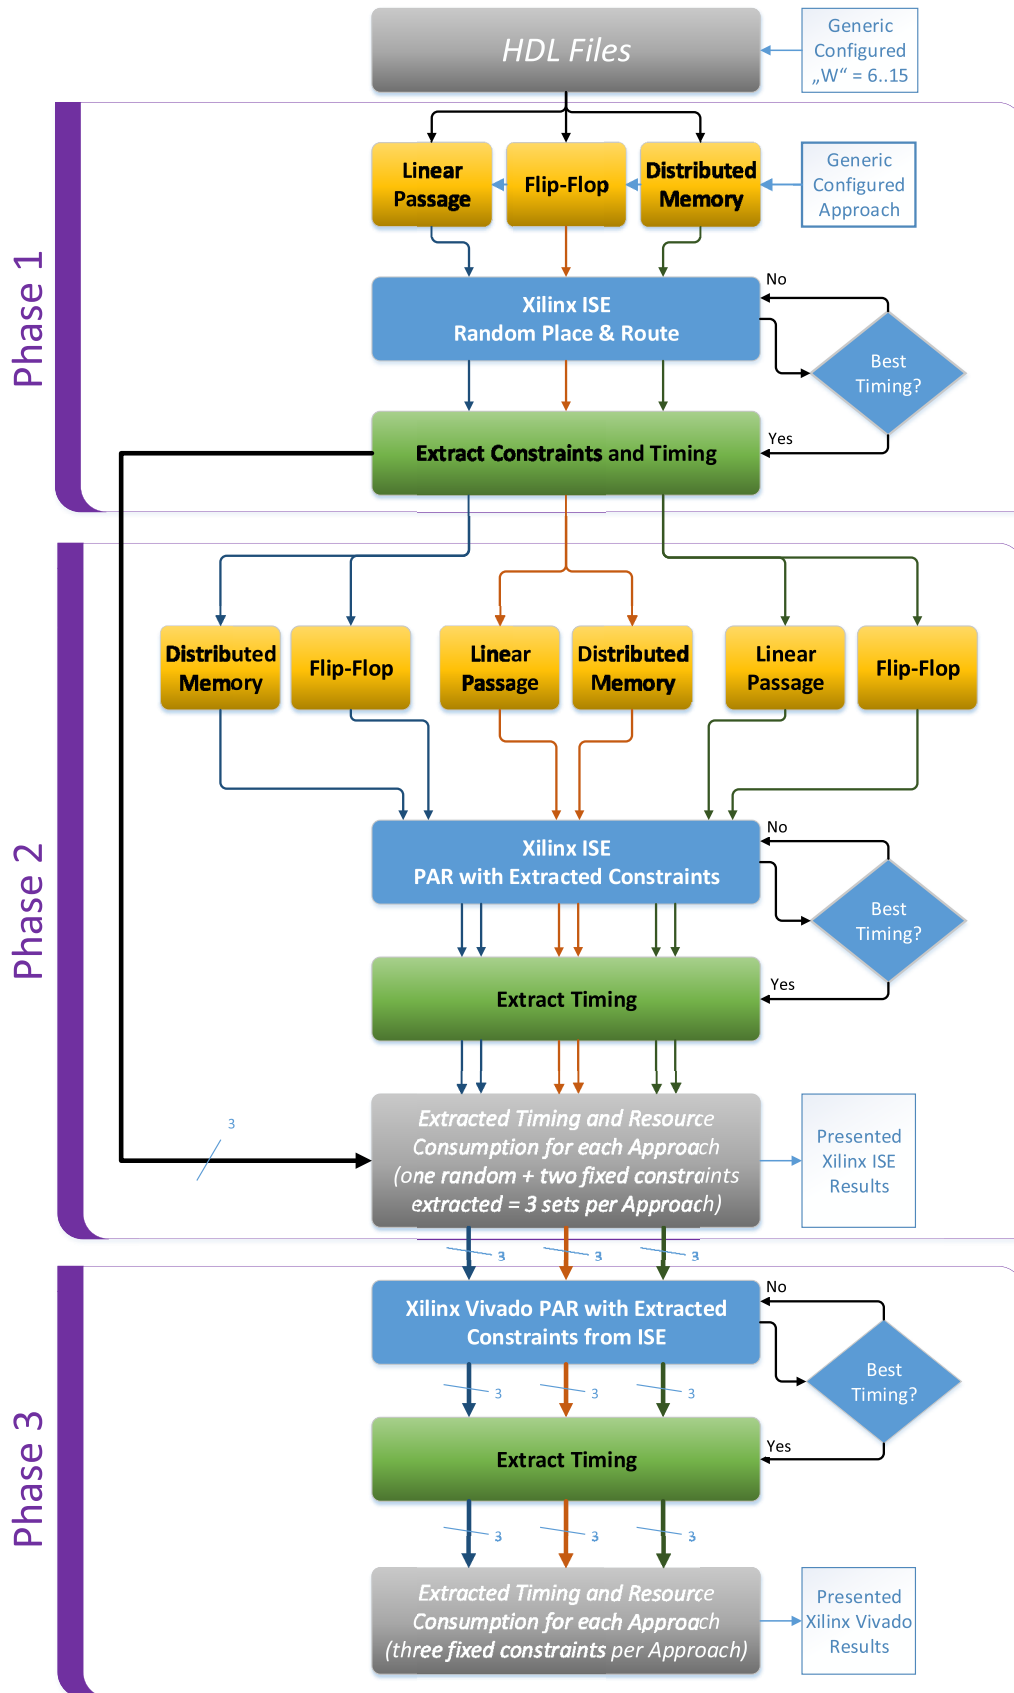 HDL Files
Generic
Configured
„W“ = 6..15
Phase 1
Linear
Passage
Flip-Flop
Distributed
Memory
Generic
Configured
Approach
Xilinx ISE
Random Place & Route
No
Best
Timing?
Yes
Extract Constraints and Timing
Phase 2
Distributed
Memory
Flip-Flop
Linear
Passage
Distributed
Memory
Linear
Passage
Flip-Flop
Xilinx ISE
PAR with Extracted Constraints
No
Best
Timing?
Yes
Extract Timing
3
Extracted Timing and Resource
Consumption for each Approach
(one random + two fixed constraints
extracted = 3 sets per Approach)
Presented
Xilinx ISE
Results
3
3
3
Phase 3
Xilinx Vivado PAR with Extracted
Constraints from ISE
No
Best
Timing?
Yes
3
3
3
Extract Timing
3
3
3
Extracted Timing and Resource
Consumption for each Approach
(three fixed constraints per Approach)
Presented
Xilinx Vivado
Results